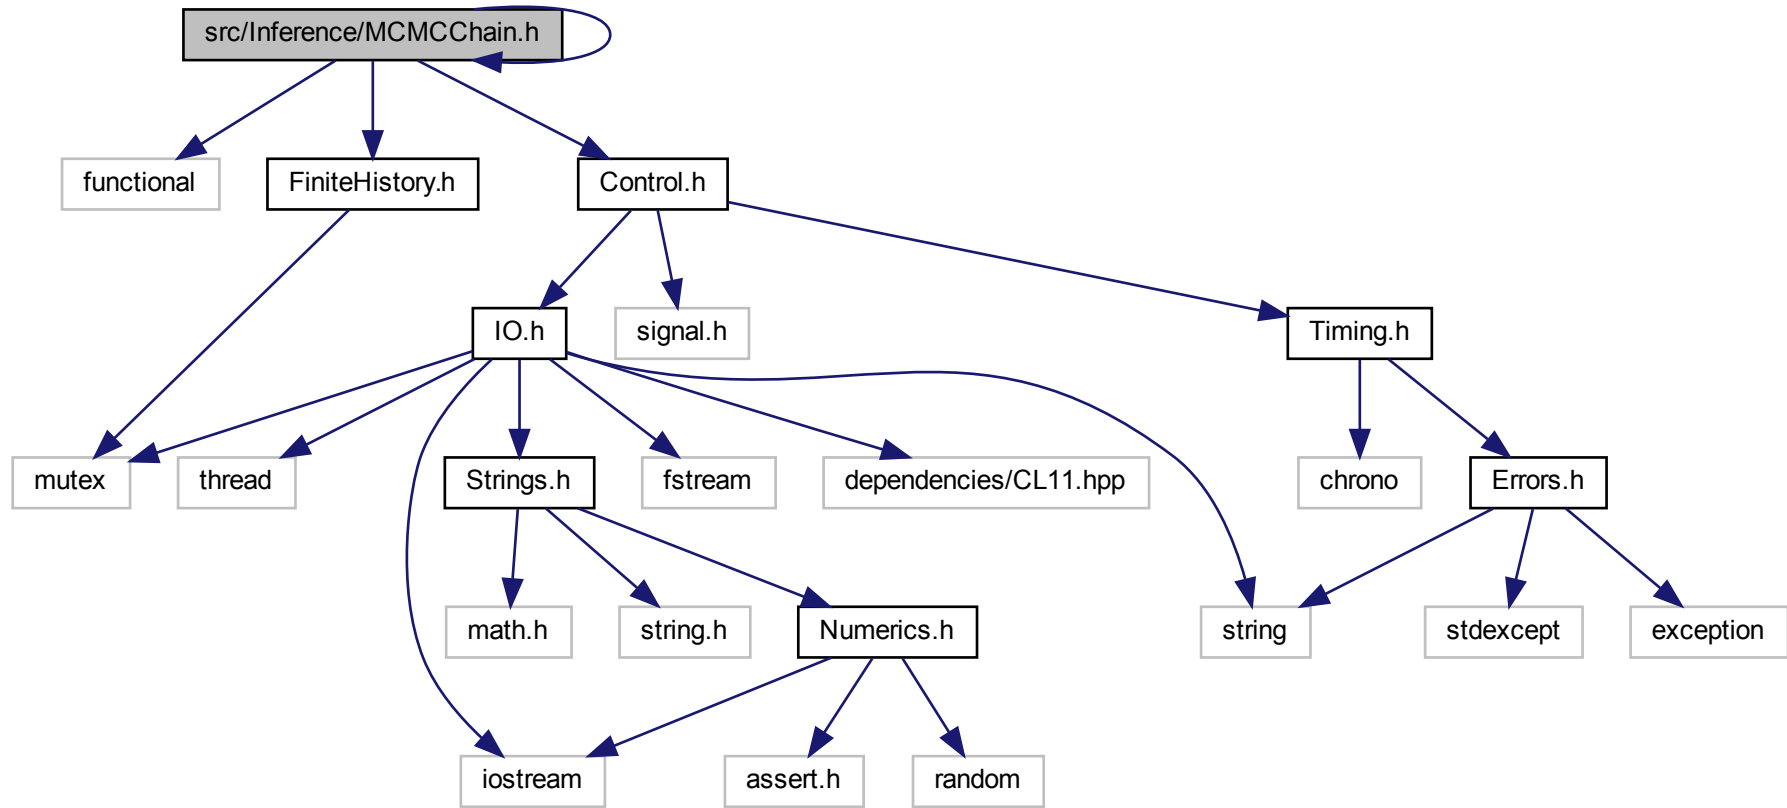 src/Inference/MCMCChain.h
functional
FiniteHistory.h
Control.h
IO.h
signal.h
Timing.h
mutex
thread
Strings.h
fstream
dependencies/CL11.hpp
chrono
Errors.h
math.h
string.h
Numerics.h
string
stdexcept
exception
iostream
assert.h
random